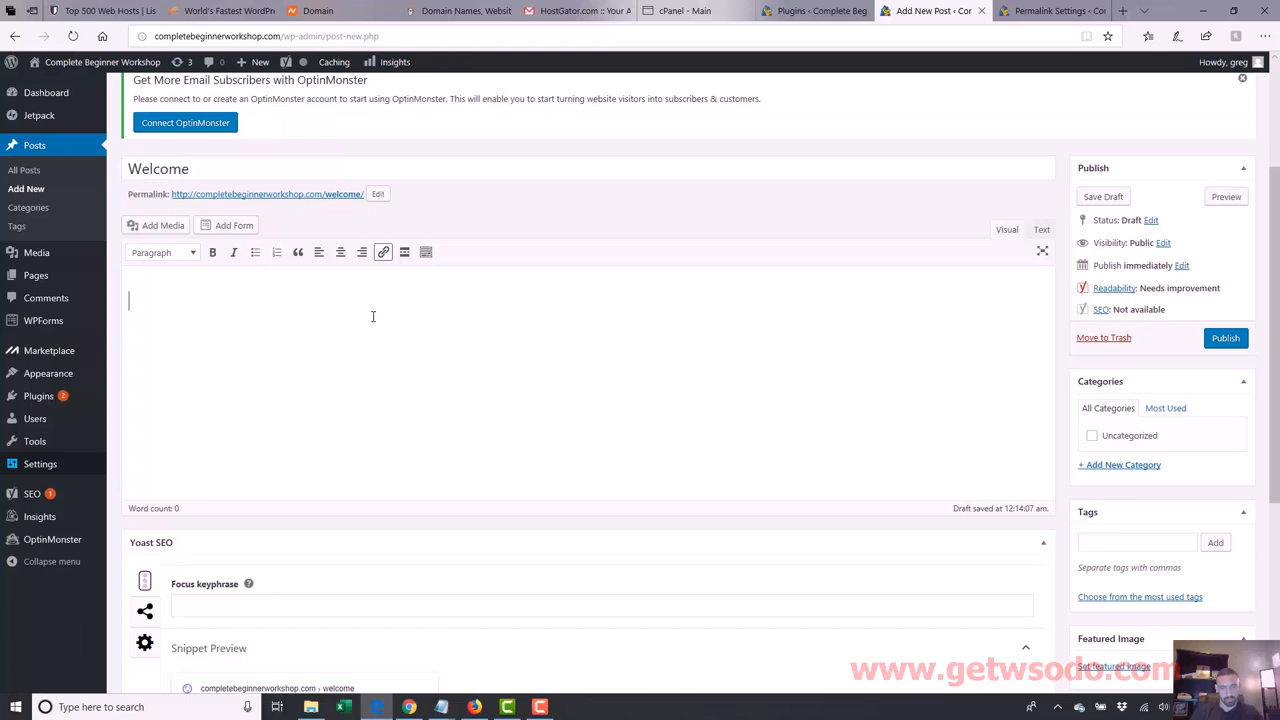 Top 500 Web Hosts I List
World's Fastest WordPre
Domain
Domain Names, Websit
HostGator.com :: Your A
cPanel - Main
Plugins ‹ Complete Beg
Add New Post ‹ Con
Permalink Settings ‹ Co
completebeginnerworkshop.com/wp-admin/post-new.php
Complete Beginner Workshop
3
0
New
Caching
Insights
Howdy, greg
Get More Email Subscribers with OptinMonster
Please connect to or create an OptinMonster account to start using OptinMonster. This will enable you to start turning website visitors into subscribers & customers.
Connect OptinMonster
Dashboard
Jetpack
Posts
All Posts
Add New
Categories
Tags
Media
Pages
Comments
WPForms
Marketplace
Appearance
Plugins 2
Users
Tools
Settings
SEO 1
Insights
OptinMonster
Collapse menu
Welcome
Permalink: http://completebeginnerworkshop.com/welcome/ Edit
Add Media
Add Form
Visual
Text
Paragraph
B I
Word count: 0
Draft saved at 12:14:07 am.
Yoast SEO
Focus keyphrase
Snippet Preview
completebeginnerworkshop.com › welcome
Publish
Save Draft
Preview
Status: Draft Edit
Visibility: Public Edit
Publish immediately Edit
Readability: Needs improvement
SEO: Not available
Move to Trash
Publish
Categories
All Categories
Most Used
Uncategorized
+ Add New Category
Tags
Add
Separate tags with commas
Choose from the most used tags
Featured Image
Set featured image
www.getwsodo.com
Type here to search